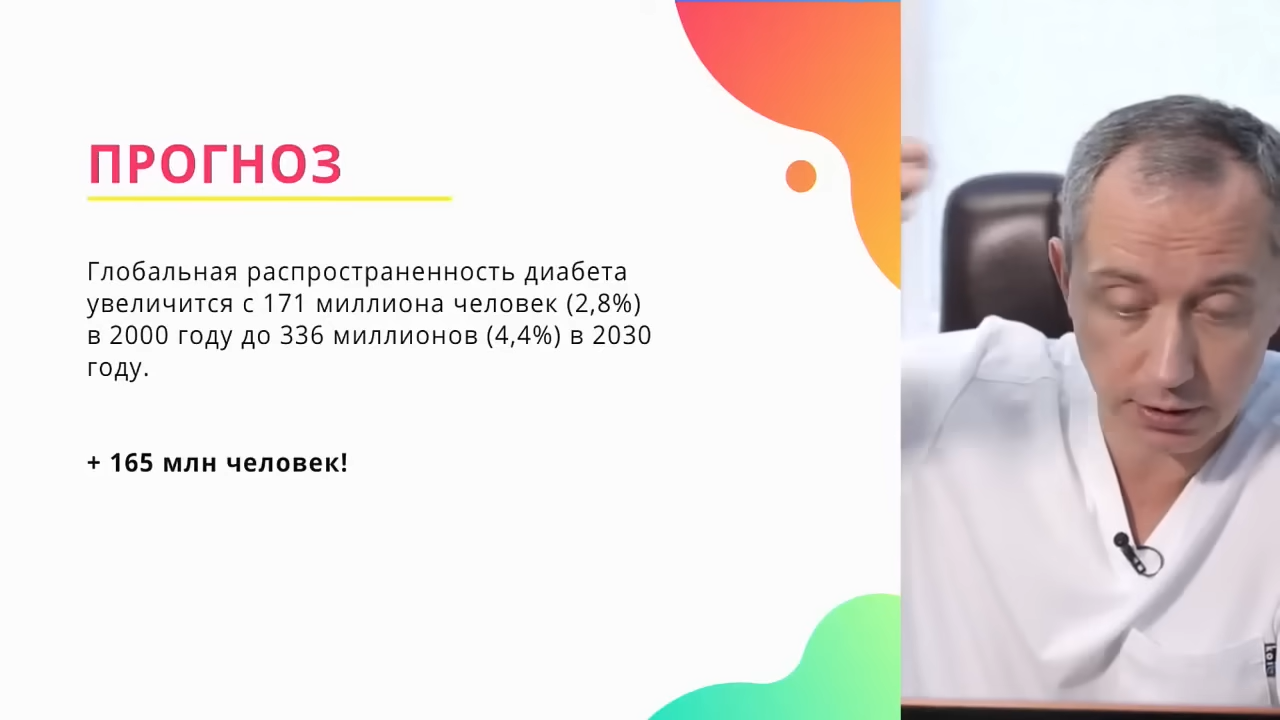 ПРОГНОЗ
Глобальная распространенность диабета
увеличится с 171 миллиона человек (2,8%)
в 2000 году до 336 миллионов (4,4%) в 2030
году.
+ 165 млн человек!